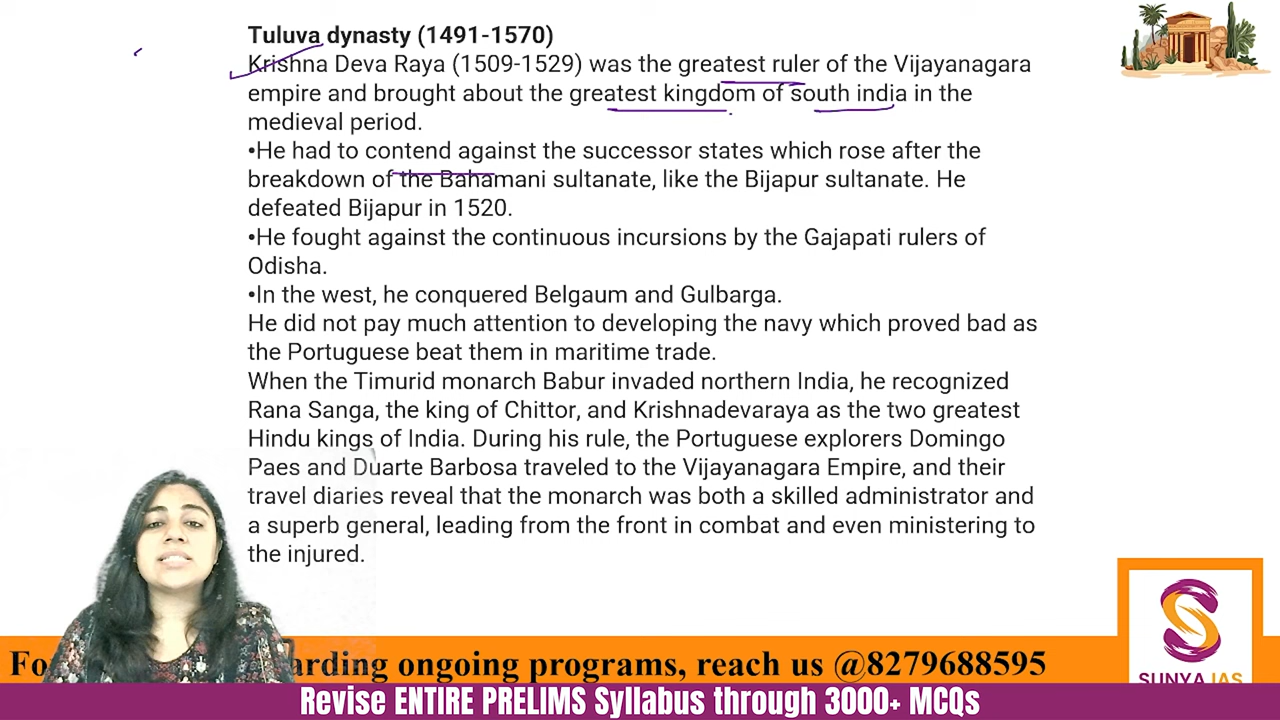 Tuluva dynasty (1491-1570)
Krishna Deva Raya (1509-1529) was the greatest ruler of the Vijayanagara
empire and brought about the greatest kingdom of south india in the
medieval period.
•He had to contend against the successor states which rose after the
breakdown of the Bahamani sultanate, like the Bijapur sultanate. He
defeated Bijapur in 1520.
•He fought against the continuous incursions by the Gajapati rulers of
Odisha.
•In the west, he conquered Belgaum and Gulbarga.
He did not pay much attention to developing the navy which proved bad as
the Portuguese beat them in maritime trade.
When the Timurid monarch Babur invaded northern India, he recognized
Rana Sanga, the king of Chittor, and Krishnadevaraya as the two greatest
Hindu kings of India. During his rule, the Portuguese explorers Domingo
Paes and Duarte Barbosa traveled to the Vijayanagara Empire, and their
travel diaries reveal that the monarch was both a skilled administrator and
a superb general, leading from the front in combat and even ministering to
the injured.
ongoing programs, reach us @8279688595
SUNYA IAS
Revise ENTIRE PRELIMS Syllabus through 3000+ MCQs